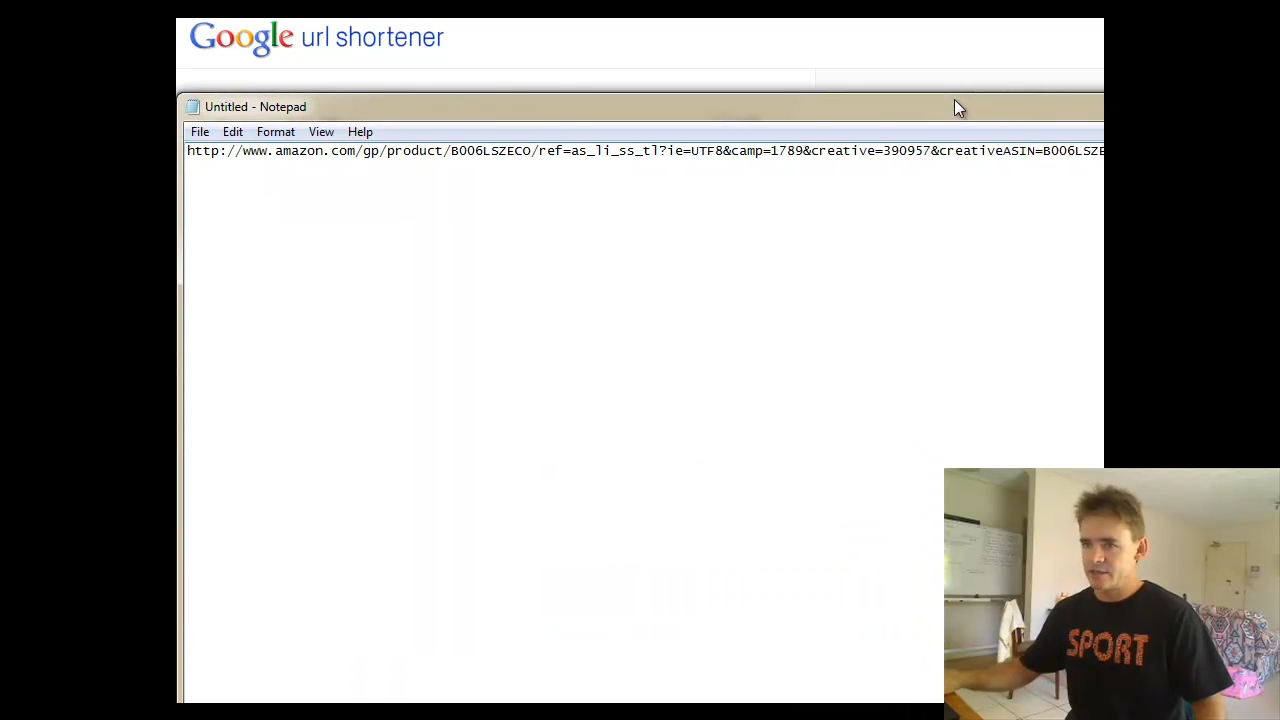 Google url shortener
Untitled - Notepad
File Edit Format View Help
http://www.amazon.com/gp/product/B006LSZECO/ref=as_li_ss_tl?ie=UTF8&camp=1789&creative=390957&creativeASIN=B006LSZE
SPORT